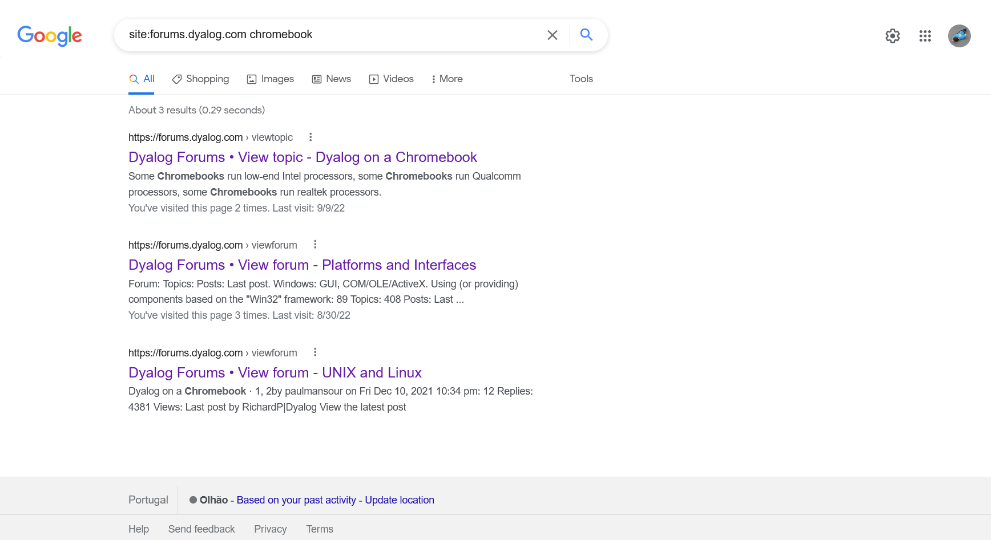 Google
site:forums.dyalog.com chromebook
All Shopping Images News Videos More Tools
About 3 results (0.29 seconds)
https://forums.dyalog.com › viewtopic
Dyalog Forums • View topic - Dyalog on a Chromebook
Some Chromebooks run low-end Intel processors, some Chromebooks run Qualcomm
processors, some Chromebooks run realtek processors.
You've visited this page 2 times. Last visit: 9/9/22
https://forums.dyalog.com › viewforum
Dyalog Forums • View forum - Platforms and Interfaces
Forum: Topics: Posts: Last post. Windows: GUI, COM/OLE/ActiveX. Using (or providing)
components based on the "Win32" framework: 89 Topics: 408 Posts: Last ...
You've visited this page 3 times. Last visit: 8/30/22
https://forums.dyalog.com › viewforum
Dyalog Forums • View forum - UNIX and Linux
Dyalog on a Chromebook · 1, 2by paulmansour on Fri Dec 10, 2021 10:34 pm: 12 Replies:
4381 Views: Last post by RichardP|Dyalog View the latest post
Portugal Olhão - Based on your past activity - Update location
Help Send feedback Privacy Terms